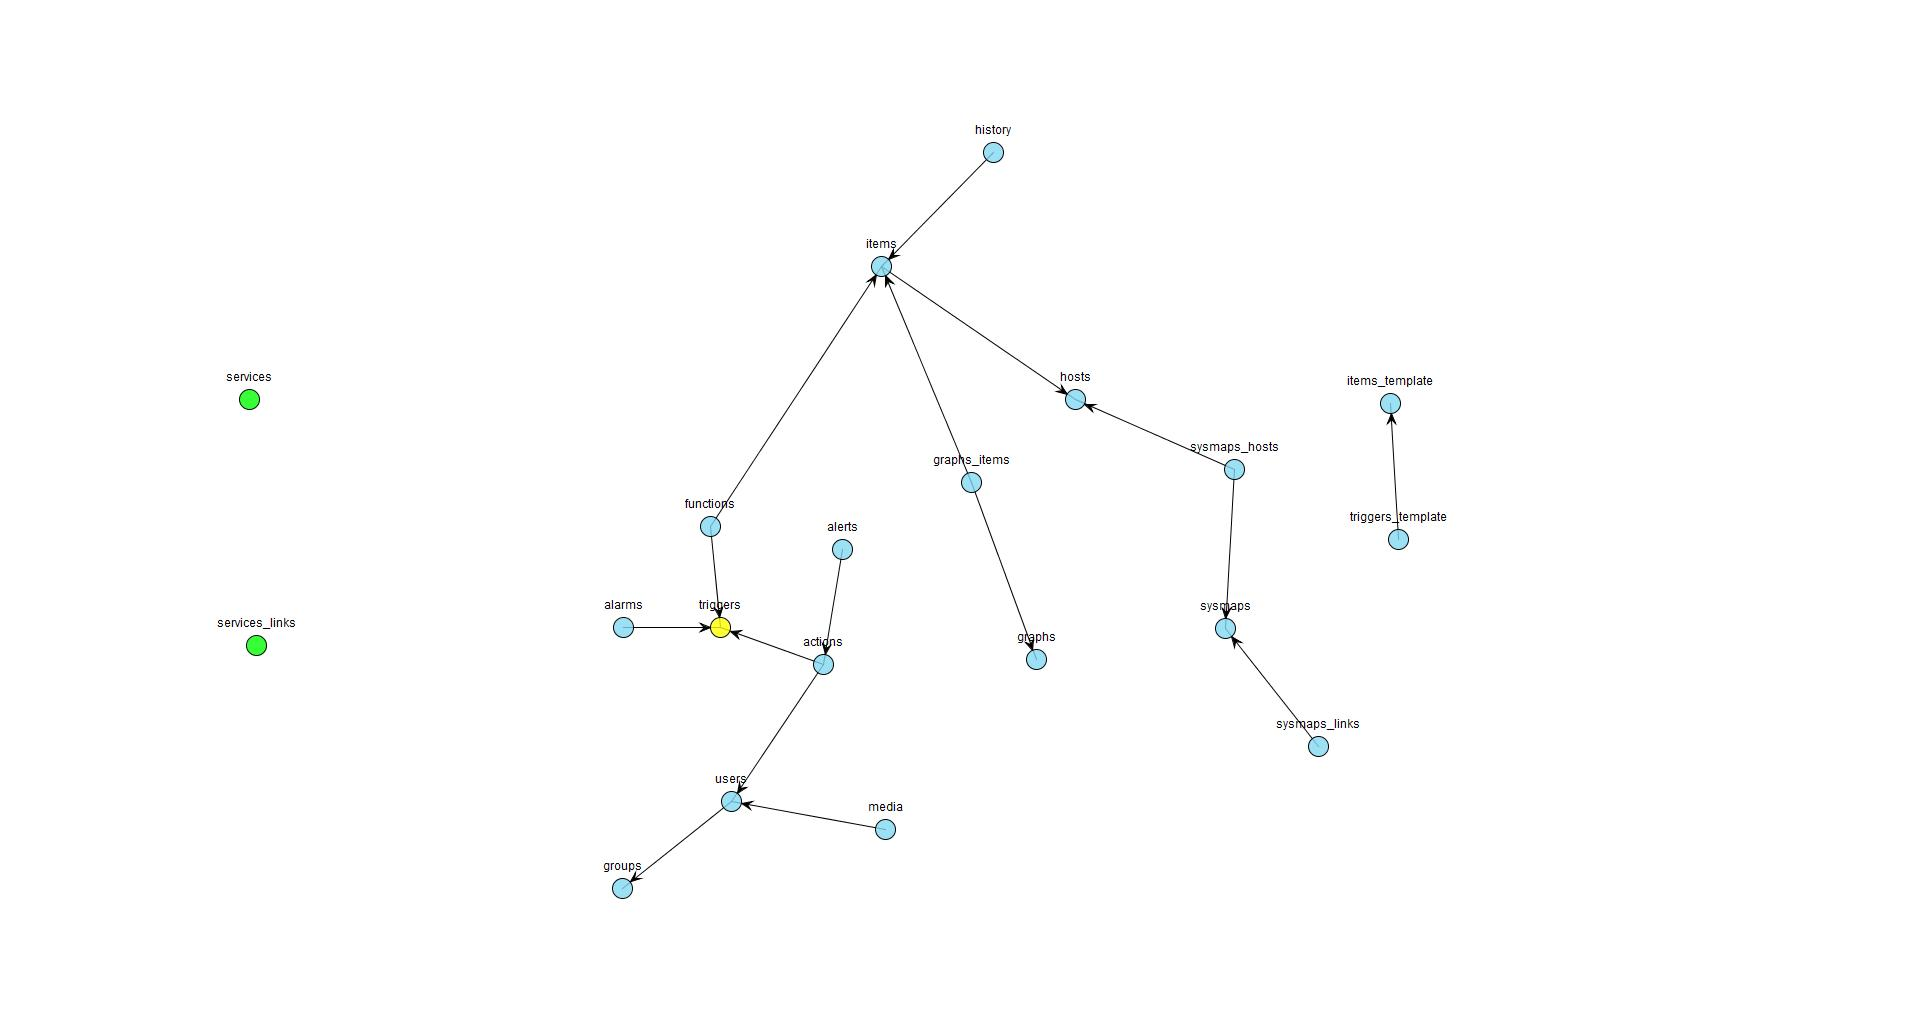 history
items
services
hosts
items_template
sysmaps_hosts
graphs_items
functions
triggers_template
alerts
alarms
triggers
sysmaps
services_links
graphs
actions
sysmaps_links
users
media
groups